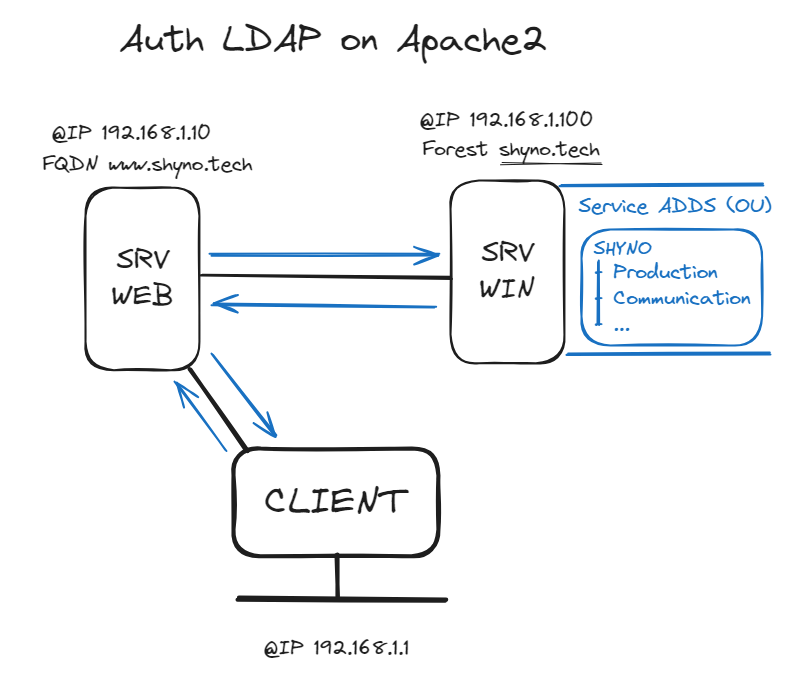 Auth LDAP on Apache2
@IP 192.168.1.10
FQDN www.shyno.tech
@IP 192.168.1.100
Forest shyno.tech
SRV
WEB
SRV
WIN
Service ADDS (OU)
SHYNO
Production
Communication
...
CLIENT
@IP 192.168.1.1